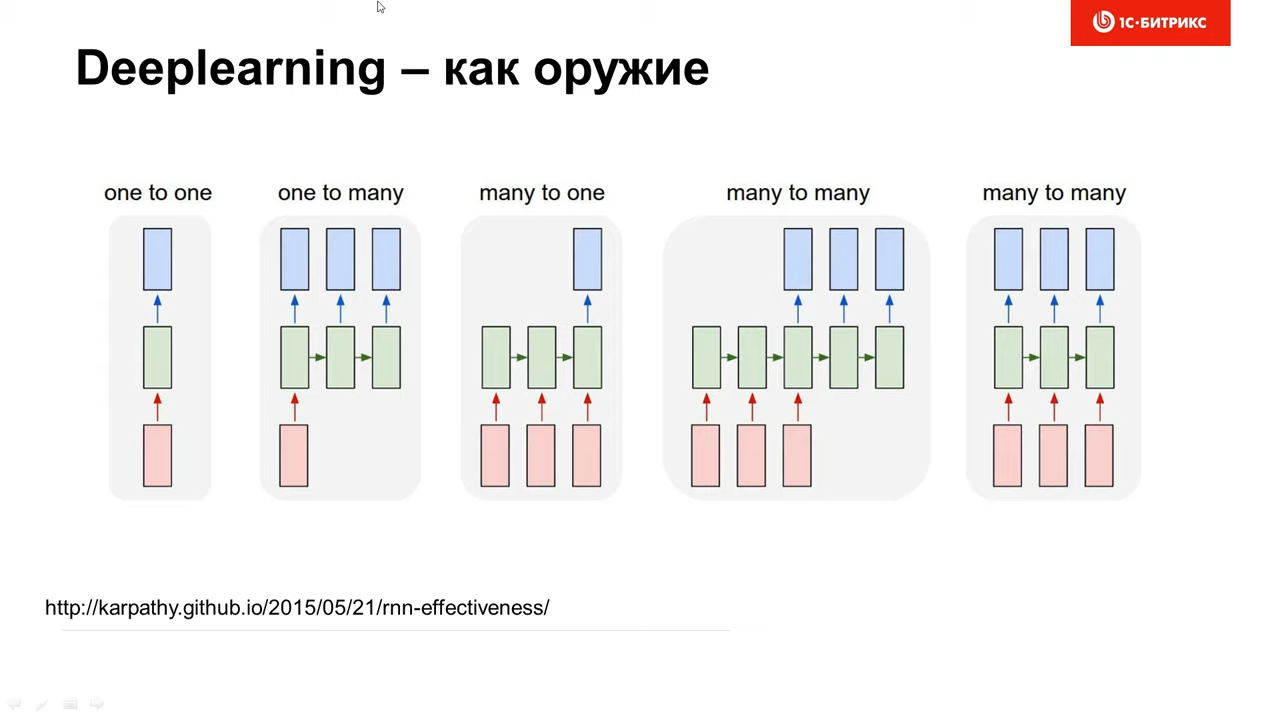 1С·БИТРИКС
Deeplearning – как оружие
one to one
one to many
many to one
many to many
many to many
http://karpathy.github.io/2015/05/21/rnn-effectiveness/